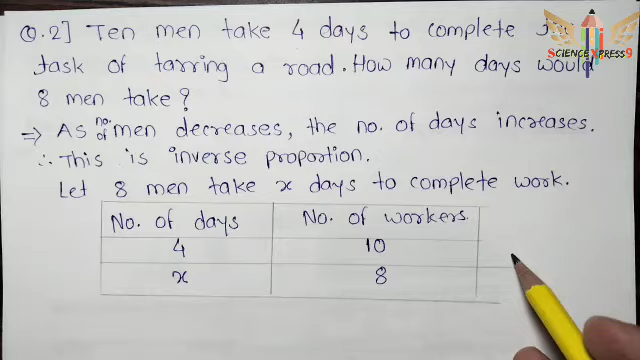 Q.2] Ten men take 4 days to complete
SCIENCE XPRESS9
task of tarring a road. How many days would
8 men take?
⇒ As no. of men decreases, the no. of days increases.
∴ This is inverse proportion.
Let 8 men take x days to complete work.
No. of days No. of workers
4 10
x 8